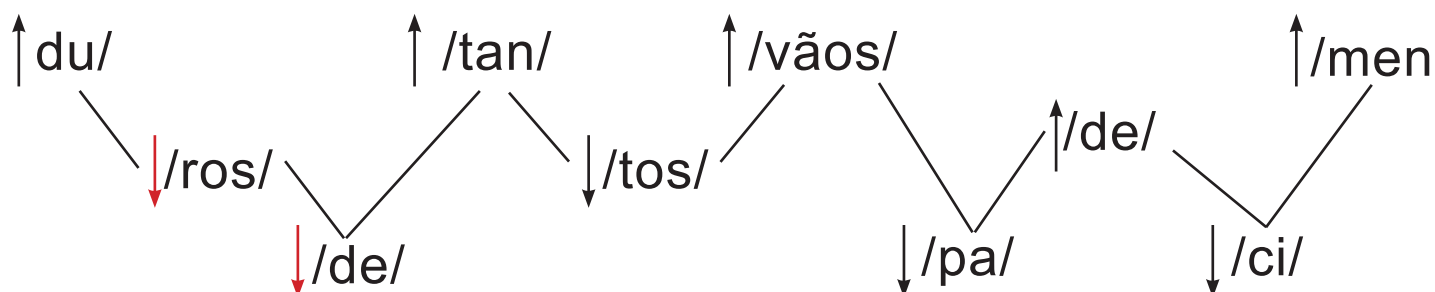 du/
/ros/
/de/
/tan/
/tos/
/vãos/
/pa/
/de/
/ci/
/men